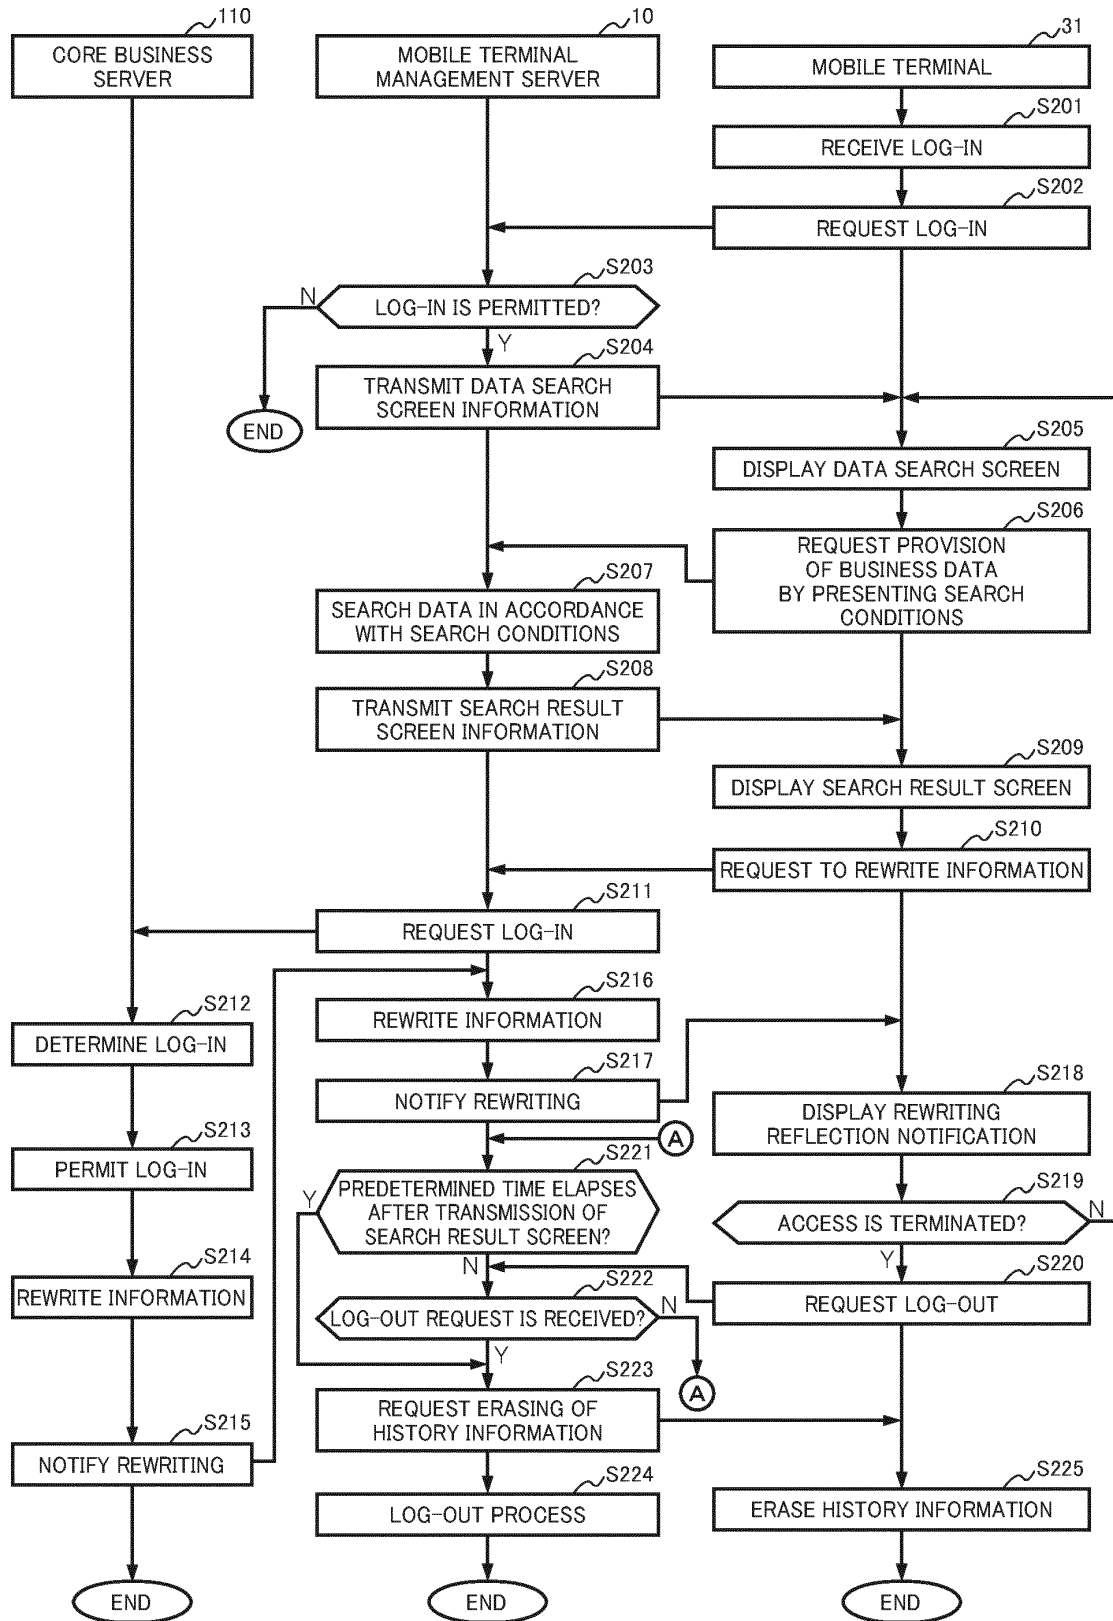 110
CORE BUSINESS
SERVER
10
MOBILE TERMINAL
MANAGEMENT SERVER
31
MOBILE TERMINAL
S201
RECEIVE LOG-IN
S202
REQUEST LOG-IN
S203
N
LOG-IN IS PERMITTED?
Y
S204
TRANSMIT DATA SEARCH
SCREEN INFORMATION
END
S205
DISPLAY DATA SEARCH SCREEN
S206
REQUEST PROVISION
OF BUSINESS DATA
BY PRESENTING SEARCH
CONDITIONS
S207
SEARCH DATA IN ACCORDANCE
WITH SEARCH CONDITIONS
S208
TRANSMIT SEARCH RESULT
SCREEN INFORMATION
S209
DISPLAY SEARCH RESULT SCREEN
S210
REQUEST TO REWRITE INFORMATION
S211
REQUEST LOG-IN
S212
DETERMINE LOG-IN
S213
PERMIT LOG-IN
S214
REWRITE INFORMATION
S215
NOTIFY REWRITING
END
S216
REWRITE INFORMATION
S217
NOTIFY REWRITING
A
S218
DISPLAY REWRITING
REFLECTION NOTIFICATION
S219
ACCESS IS TERMINATED?
N
Y
S220
REQUEST LOG-OUT
S221
Y
PREDETERMINED TIME ELAPSES
AFTER TRANSMISSION OF
SEARCH RESULT SCREEN?
N
S222
LOG-OUT REQUEST IS RECEIVED?
N
Y
A
S223
REQUEST ERASING OF
HISTORY INFORMATION
S224
LOG-OUT PROCESS
END
S225
ERASE HISTORY INFORMATION
END